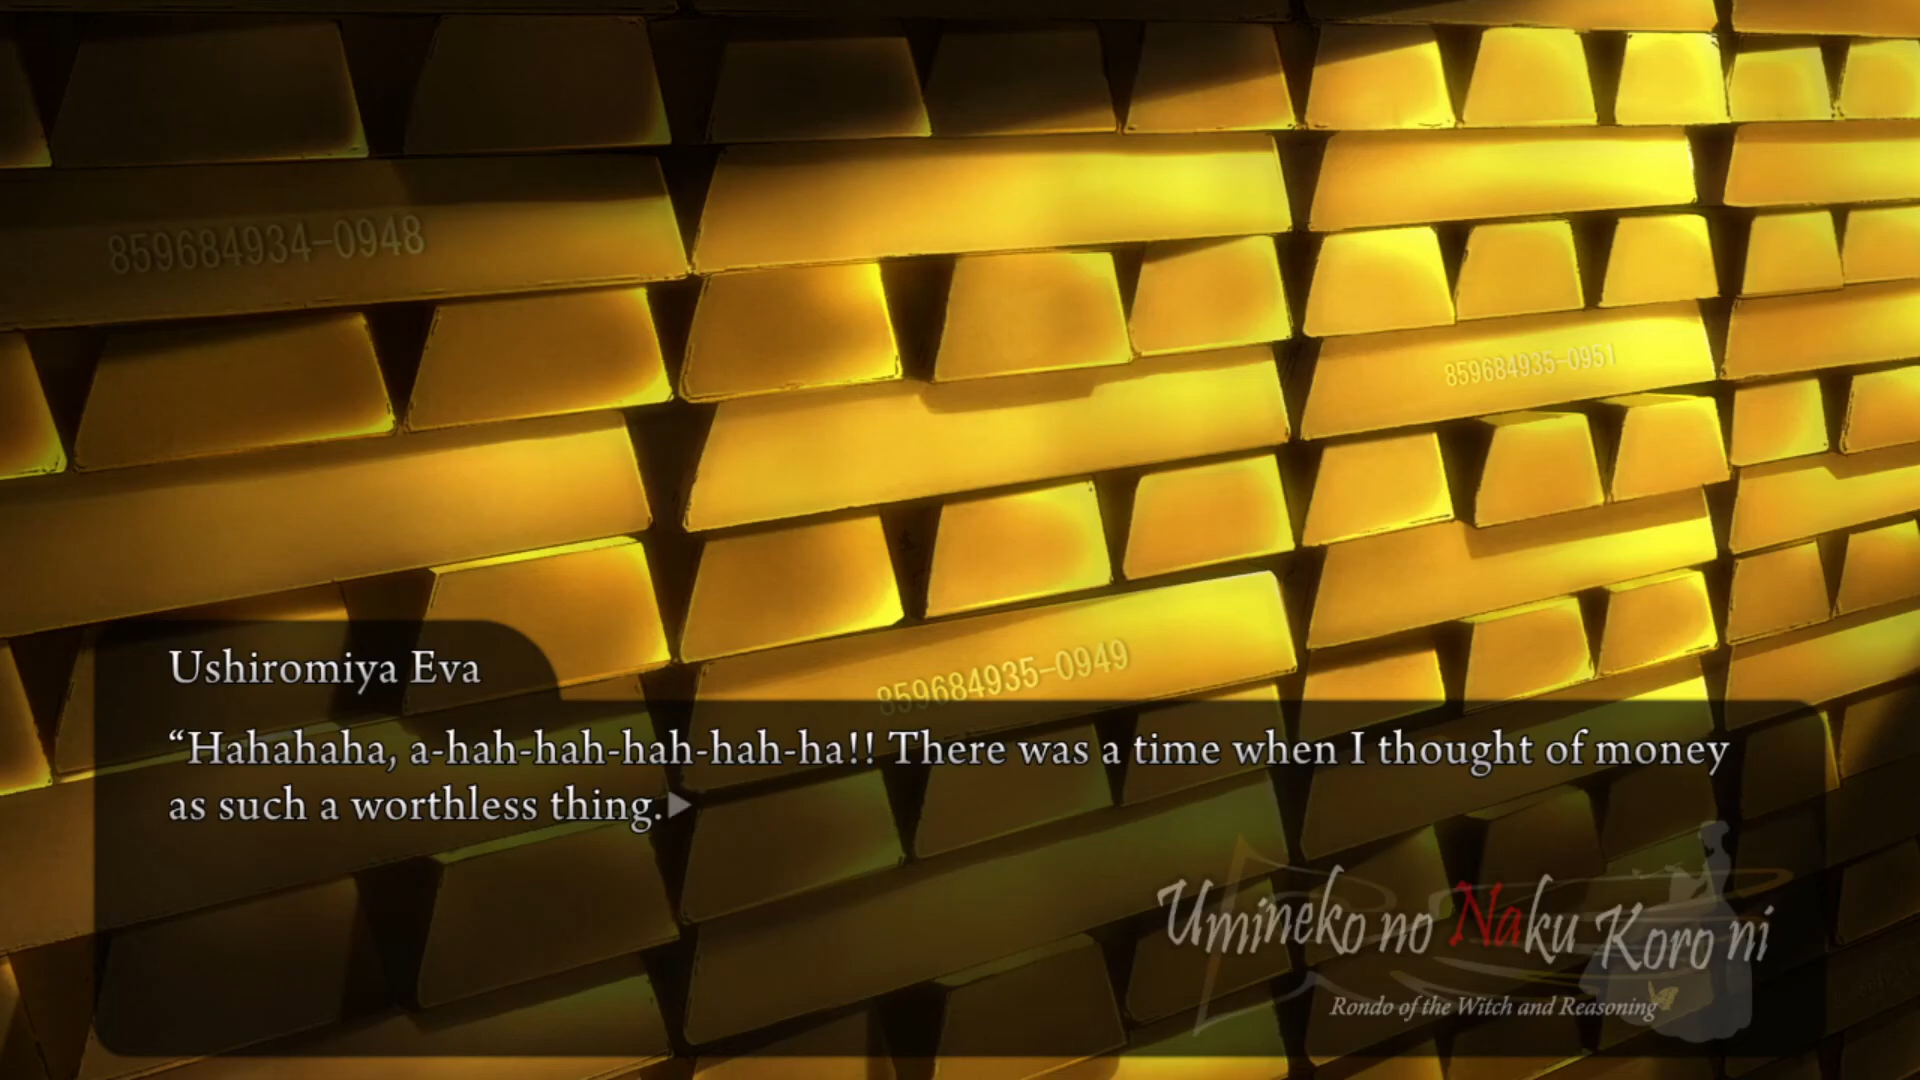 859684934-0948
859684935-0951
859684935-0949
Ushiromiya Eva
“Hahahaha, a-hah-hah-hah-hah-ha!! There was a time when I thought of money
as such a worthless thing.
Umineko no Naku Koro ni
Rondo of the Witch and Reasoning